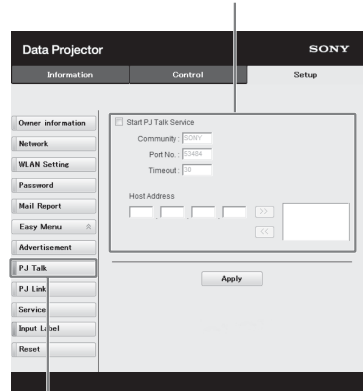 Data Projector
SONY
Information
Control
Setup
Owner information
Network
WLAN Setting
Password
Mail Report
Easy Menu
Advertisement
PJ Talk
PJ Link
Service
Input Label
Reset
Start PJ Talk Service
Community: SONY
Port No.: 53484
Timeout: 30
Host Address
. . .
>>
<<
Apply